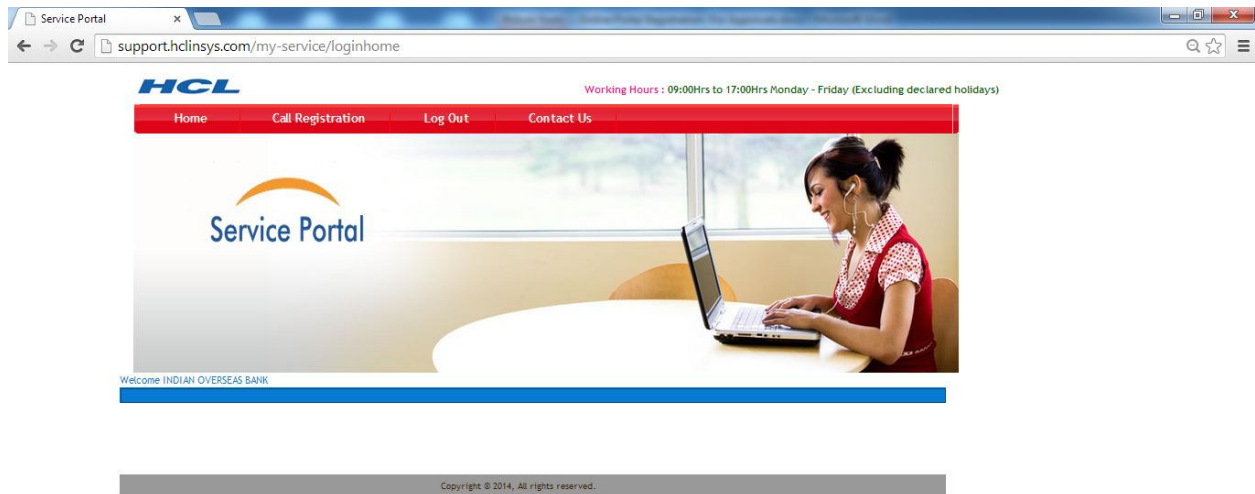 Service Portal
support.hclinsys.com/my-service/loginhome
HCL
Working Hours : 09:00Hrs to 17:00Hrs Monday - Friday (Excluding declared holidays)
Home Call Registration Log Out Contact Us
Service Portal
Welcome INDIAN OVERSEAS BANK
Copyright © 2014, All rights reserved.